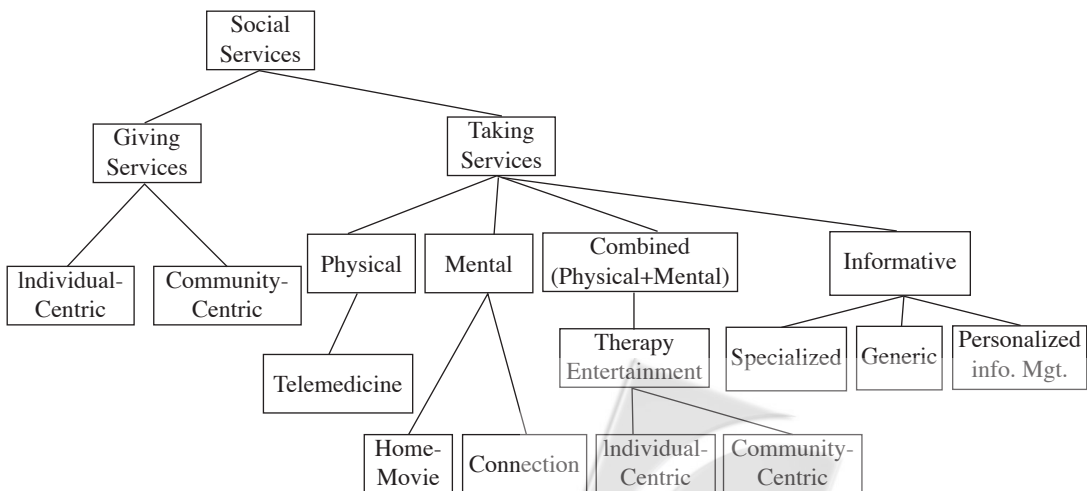 Social
Services
Giving
Services
Taking
Services
Individual-
Centric
Community-
Centric
Physical
Mental
Combined
(Physical+Mental)
Informative
Telemedicine
Therapy
Entertainment
Specialized
Generic
Personalized
info. Mgt.
Home-
Movie
Connection
Individual-
Centric
Community-
Centric